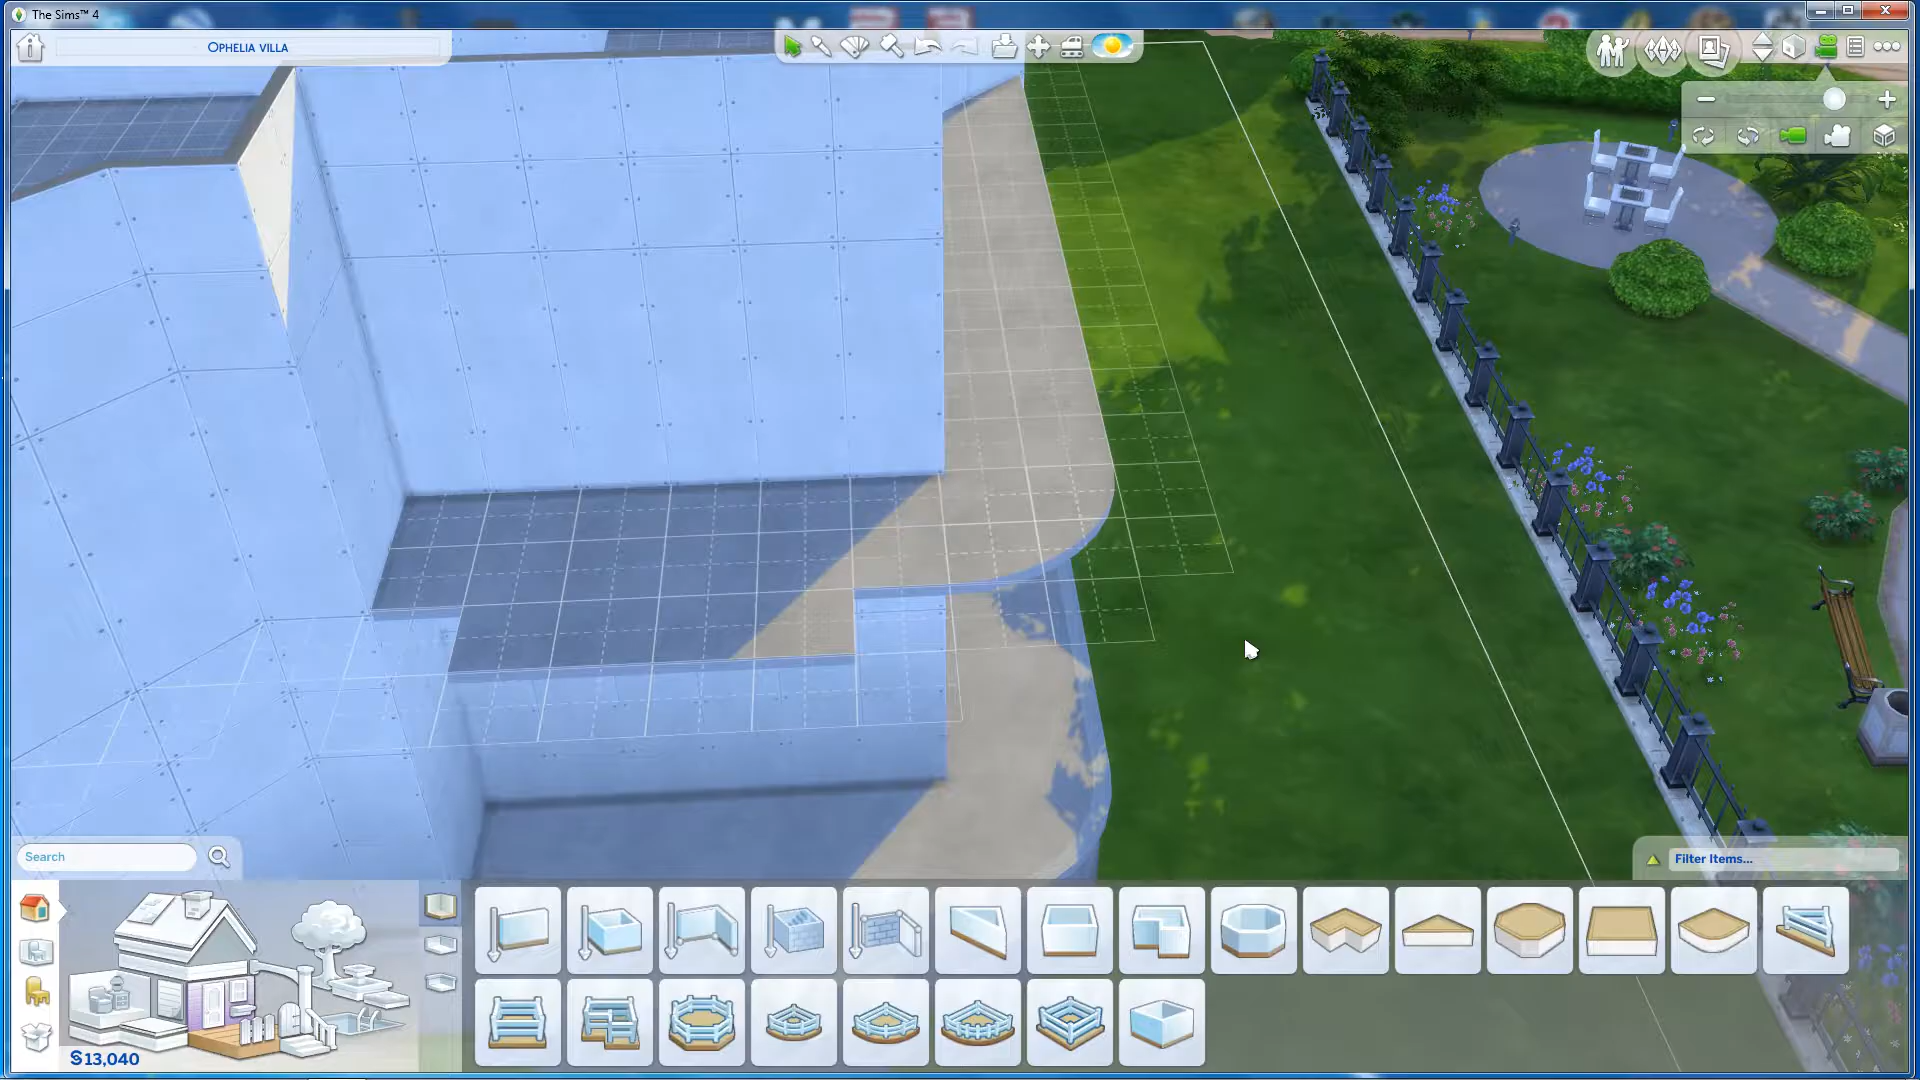 The Sims™ 4
Ophelia villa
Search
Filter Items...
§13,040